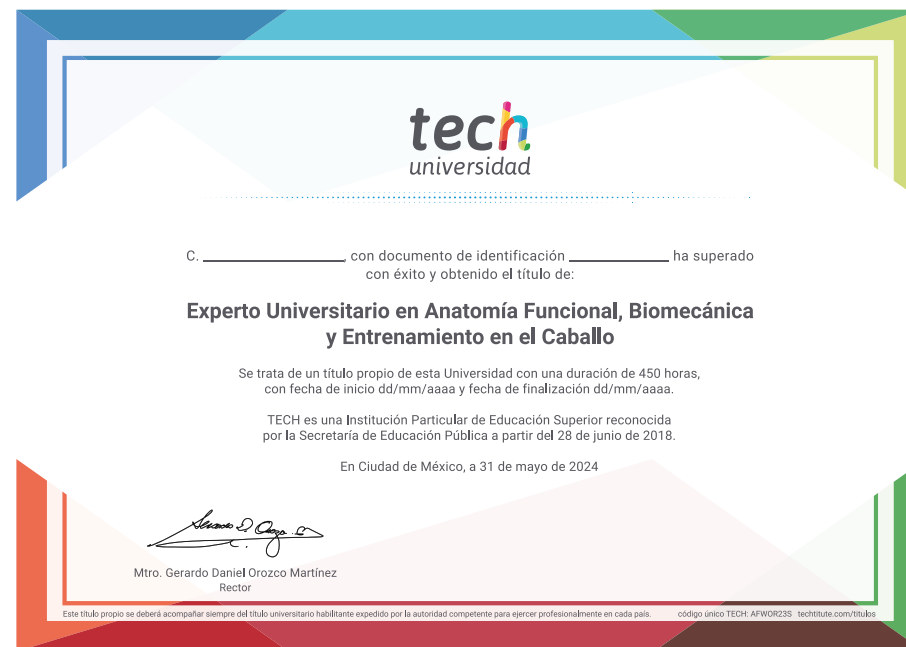 tech
universidad
C. ____________________, con documento de identificación ______________ ha superado
con éxito y obtenido el título de:
Experto Universitario en Anatomía Funcional, Biomecánica
y Entrenamiento en el Caballo
Se trata de un título propio de esta Universidad con una duración de 450 horas,
con fecha de inicio dd/mm/aaaa y fecha de finalización dd/mm/aaaa.
TECH es una Institución Particular de Educación Superior reconocida
por la Secretaría de Educación Pública a partir del 28 de junio de 2018.
En Ciudad de México, a 31 de mayo de 2024
Mtro. Gerardo Daniel Orozco Martínez
Rector
Este título propio se deberá acompañar siempre del título universitario habilitante expedido por la autoridad competente para ejercer profesionalmente en cada país. código único TECH: AFWOR23S techtitute.com/titulos